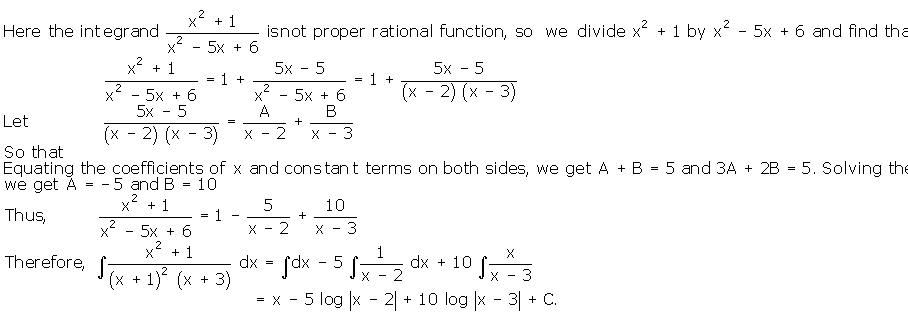 Here the integrand \frac{x^2 + 1}{x^2 - 5x + 6} isnot proper rational function, so we divide x^2 + 1 by x^2 - 5x + 6 and find tha
\frac{x^2 + 1}{x^2 - 5x + 6} = 1 + \frac{5x - 5}{x^2 - 5x + 6} = 1 + \frac{5x - 5}{(x - 2) (x - 3)}
Let \frac{5x - 5}{(x - 2) (x - 3)} = \frac{A}{x - 2} + \frac{B}{x - 3}
So that
Equating the coefficients of x and constant terms on both sides, we get A + B = 5 and 3A + 2B = 5. Solving the
we get A = -5 and B = 10
Thus, \frac{x^2 + 1}{x^2 - 5x + 6} = 1 - \frac{5}{x - 2} + \frac{10}{x - 3}
Therefore, \int \frac{x^2 + 1}{(x + 1)^2 (x + 3)} dx = \int dx - 5 \int \frac{1}{x - 2} dx + 10 \int \frac{x}{x - 3}
= x - 5 log |x - 2| + 10 log |x - 3| + C.